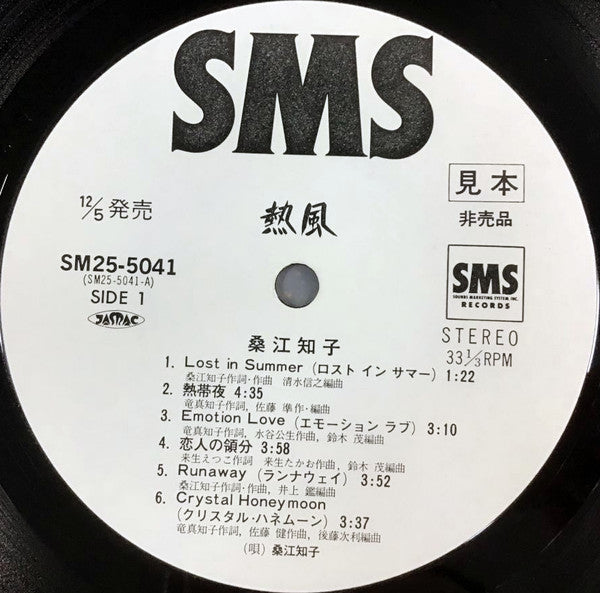 SMS
見本
非売品
12/5 発売
熱風
SM25-5041
(SM25-5041-A)
SIDE 1
JASRAC
SMS
SOUNDS MARKETING SYSTEM, INC.
RECORDS
STEREO
33 1/3 RPM
桑江知子
1. Lost in Summer (ロスト イン サマー) 1:22
桑江知子作詞・作曲 清水信之編曲
2. 熱帯夜 4:35
竜真知子作詞, 佐藤 準作・編曲
3. Emotion Love (エモーション ラブ) 3:10
竜真知子作詞, 水谷公生作曲, 鈴木 茂編曲
4. 恋人の領分 3:58
来生えつこ作詞 来生たかお作曲, 鈴木 茂編曲
5. Runaway (ランナウェイ) 3:52
桑江知子作詞・作曲, 井上 鑑編曲
6. Crystal Honeymoon
(クリスタル・ハネムーン) 3:37
竜真知子作詞, 佐藤 健作曲, 後藤次利編曲
(唄) 桑江知子